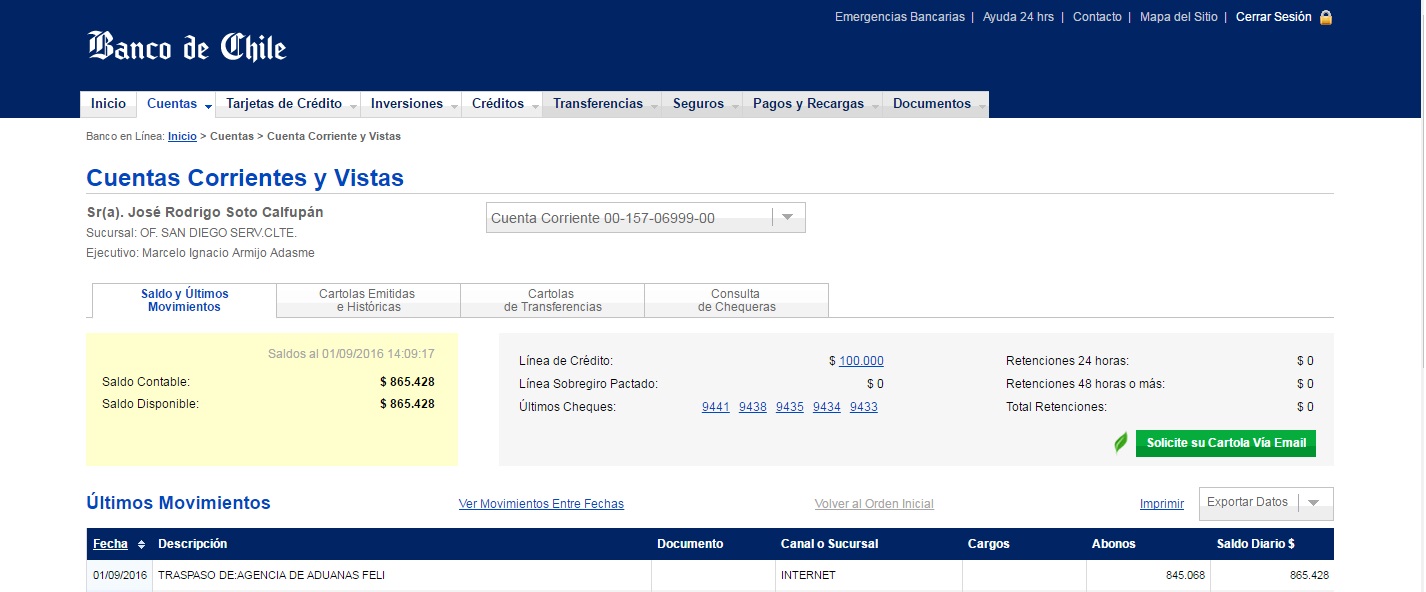 Emergencias Bancarias | Ayuda 24 hrs | Contacto | Mapa del Sitio | Cerrar Sesión
Banco de Chile
Inicio Cuentas Tarjetas de Crédito Inversiones Créditos Transferencias Seguros Pagos y Recargas Documentos
Banco en Línea: Inicio > Cuentas > Cuenta Corriente y Vistas
Cuentas Corrientes y Vistas
Sr(a). José Rodrigo Soto Calfupán
Cuenta Corriente 00-157-06999-00
Sucursal: OF. SAN DIEGO SERV.CLTE.
Ejecutivo: Marcelo Ignacio Armijo Adasme
Saldo y Últimos Movimientos
Cartolas Emitidas e Históricas
Cartolas de Transferencias
Consulta de Chequeras
Saldos al 01/09/2016 14:09:17
Saldo Contable: $ 865.428
Saldo Disponible: $ 865.428
Línea de Crédito: $ 100.000
Línea Sobregiro Pactado: $ 0
Últimos Cheques: 9441 9438 9435 9434 9433
Retenciones 24 horas: $ 0
Retenciones 48 horas o más: $ 0
Total Retenciones: $ 0
Solicite su Cartola Vía Email
Últimos Movimientos Ver Movimientos Entre Fechas Volver al Orden Inicial Imprimir Exportar Datos
Fecha Descripción Documento Canal o Sucursal Cargos Abonos Saldo Diario $
01/09/2016 TRASPASO DE:AGENCIA DE ADUANAS FELI INTERNET 845.068 865.428